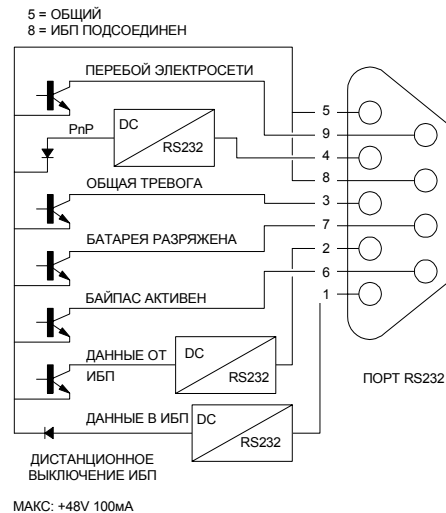 5 = ОБЩИЙ
8 = ИБП ПОДСОЕДИНЕН
ПЕРЕБОЙ ЭЛЕКТРОСЕТИ
5
9
PnP
DC
RS232
4
8
ОБЩАЯ ТРЕВОГА
3
7
БАТАРЕЯ РАЗРЯЖЕНА
2
6
БАЙПАС АКТИВЕН
1
ДАННЫЕ ОТ
ИБП
DC
RS232
ПОРТ RS232
ДАННЫЕ В ИБП
DC
RS232
ДИСТАНЦИОННОЕ
ВЫКЛЮЧЕНИЕ ИБП
МАКС: +48V 100мА